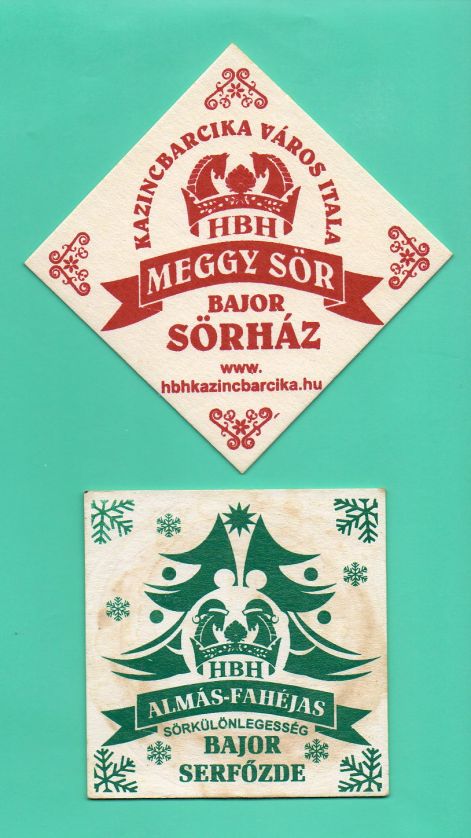 KAZINCBARCIKA VÁROS ITALA
HBH
MEGGY SÖR
BAJOR
SÖRHÁZ
www.
hbhkazincbarcika.hu
HBH
ALMÁS-FAHÉJAS
SÖRKÜLÖNLEGESSÉG
BAJOR
SERFŐZDE